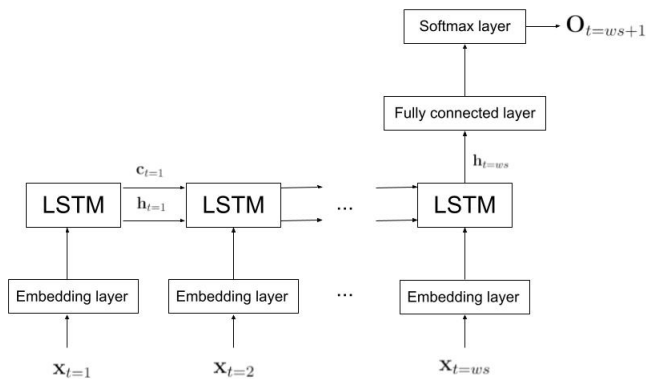 Softmax layer
O_{t=ws+1}
Fully connected layer
c_{t=1}
h_{t=ws}
LSTM
h_{t=1}
LSTM
...
LSTM
Embedding layer
Embedding layer
...
Embedding layer
x_{t=1}
x_{t=2}
x_{t=ws}